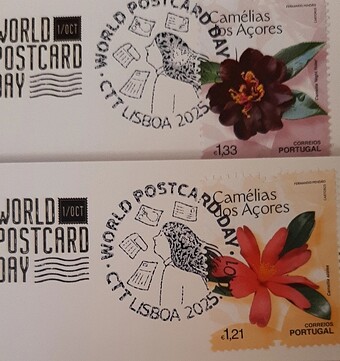 WORLD 1/OCT
POSTCARD
DAY
· WORLD POSTCARD DAY ·
CTT LISBOA 2025
Camélias
dos Açores
€1,33
CORREIOS
PORTUGAL
WORLD 1/OCT
POSTCARD
DAY
· WORLD POSTCARD DAY ·
CTT LISBOA 2025
Camélias
dos Açores
€1,21
CORREIOS
PORTUGAL